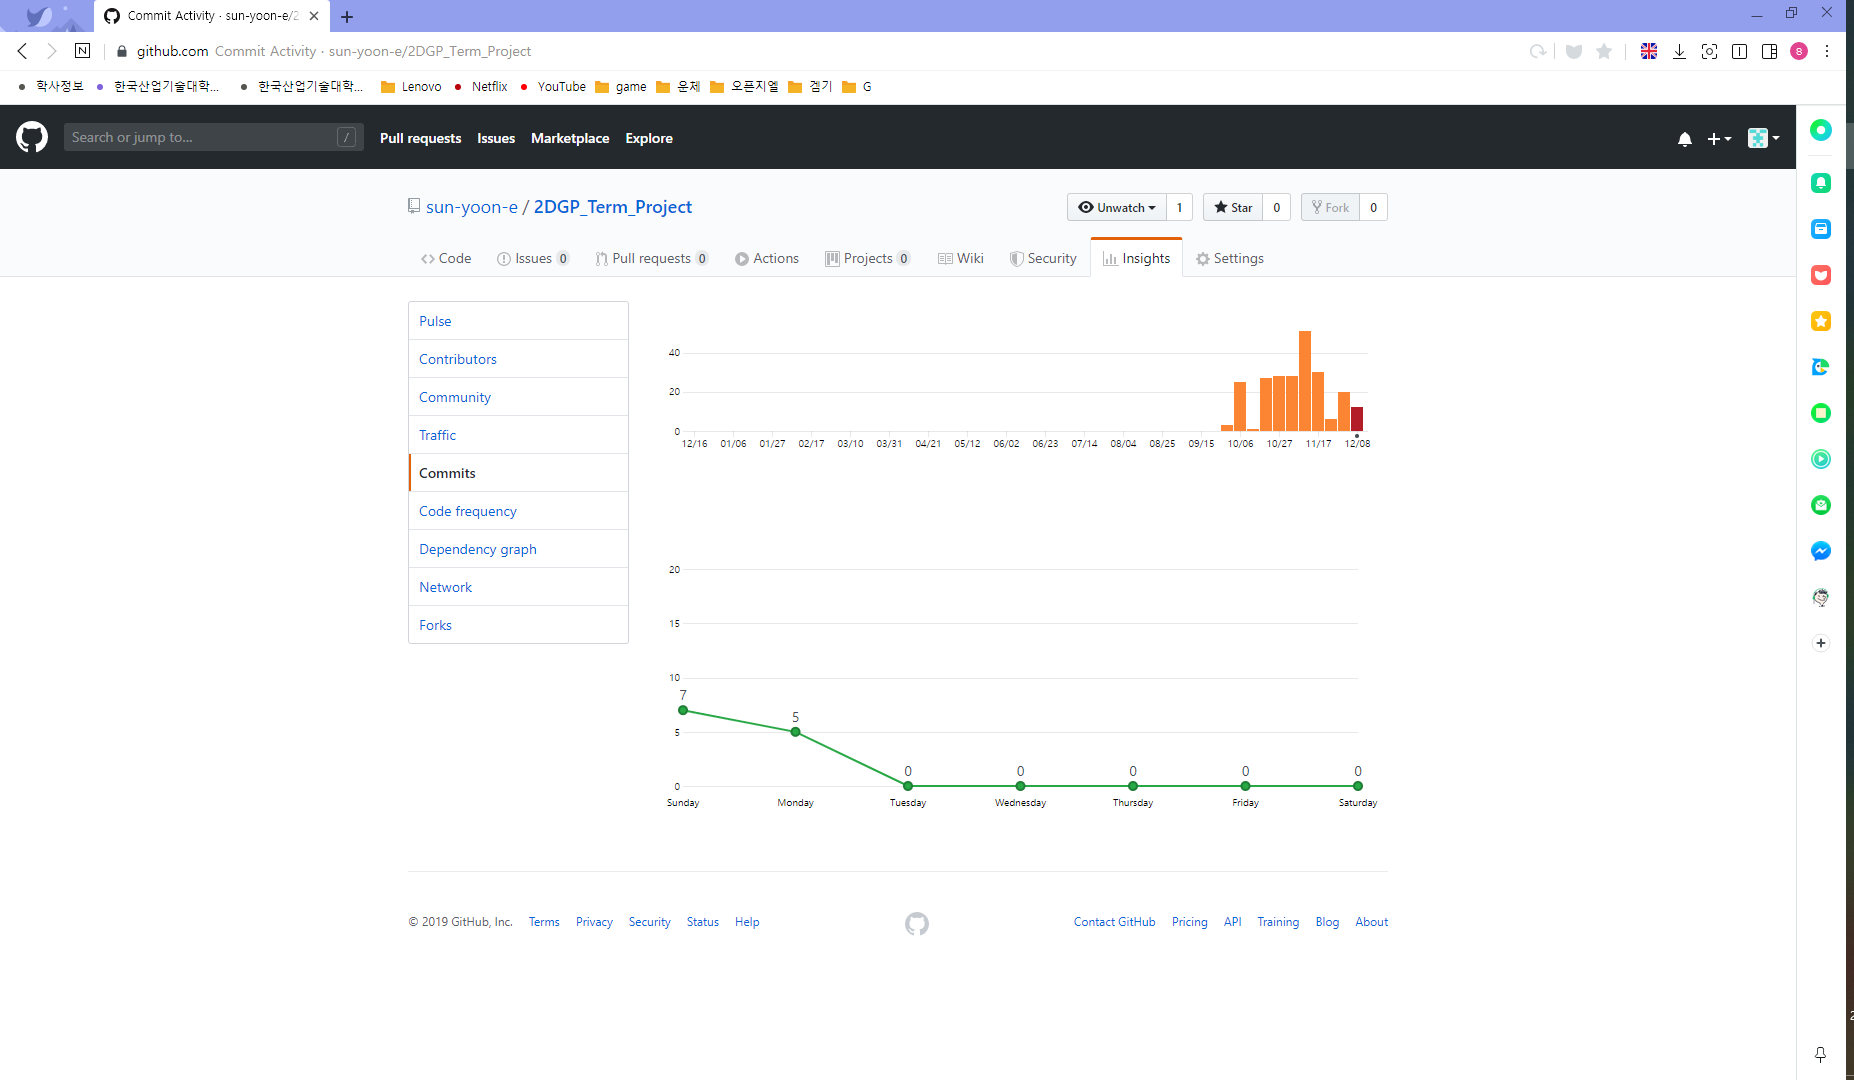 Commit Activity · sun-yoon-e/2
N github.com Commit Activity · sun-yoon-e/2DGP_Term_Project 8
학사정보 한국산업기술대학... 한국산업기술대학... Lenovo Netflix YouTube game 운체 오픈지엘 겜기 G
Search or jump to... / Pull requests Issues Marketplace Explore
sun-yoon-e / 2DGP_Term_Project Unwatch 1 Star 0 Fork 0
Code Issues 0 Pull requests 0 Actions Projects 0 Wiki Security Insights Settings
Pulse
Contributors
Community
Traffic
Commits
Code frequency
Dependency graph
Network
Forks
40
20
0
12/16 01/06 01/27 02/17 03/10 03/31 04/21 05/12 06/02 06/23 07/14 08/04 08/25 09/15 10/06 10/27 11/17 12/08
20
15
10
7
5
5
0 0 0 0 0
0
Sunday Monday Tuesday Wednesday Thursday Friday Saturday
© 2019 GitHub, Inc. Terms Privacy Security Status Help Contact GitHub Pricing API Training Blog About